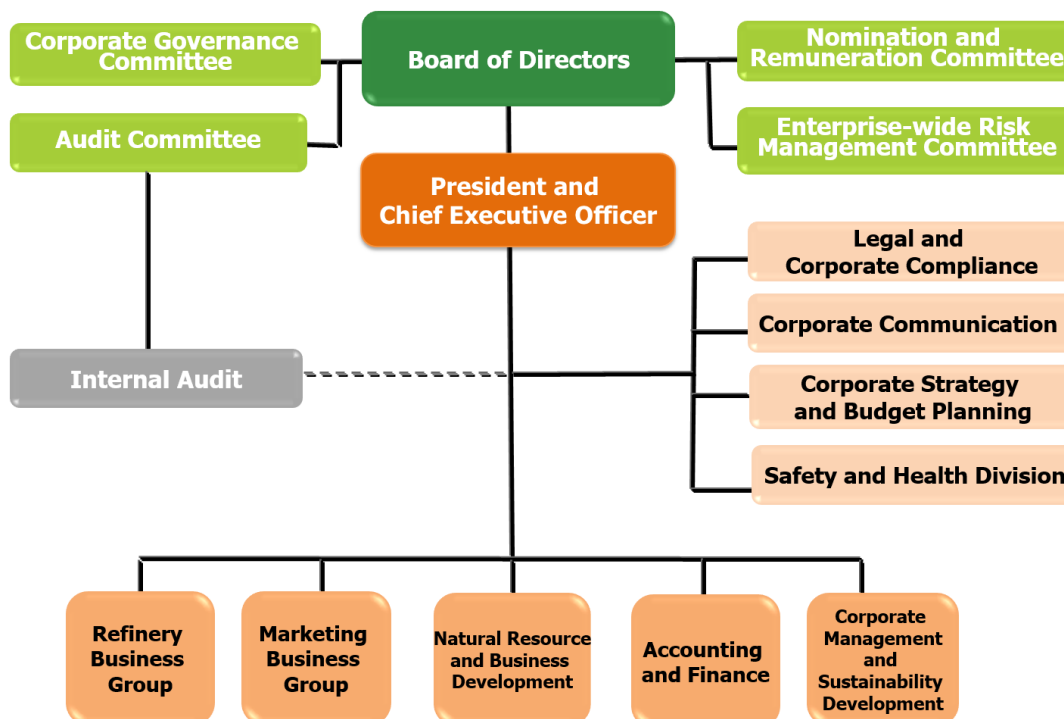 Corporate Governance
Committee
Board of Directors
Nomination and
Remuneration Committee
Audit Committee
Enterprise-wide Risk
Management Committee
President and
Chief Executive Officer
Legal and
Corporate Compliance
Corporate Communication
Internal Audit
Corporate Strategy
and Budget Planning
Safety and Health Division
Refinery
Business
Group
Marketing
Business
Group
Natural Resource
and Business
Development
Accounting
and Finance
Corporate
Management
and
Sustainability
Development